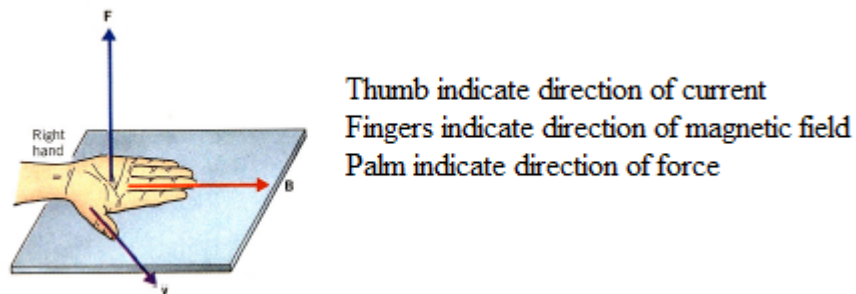 F
Thumb indicate direction of current
Fingers indicate direction of magnetic field
Right
hand
Palm indicate direction of force
B
v